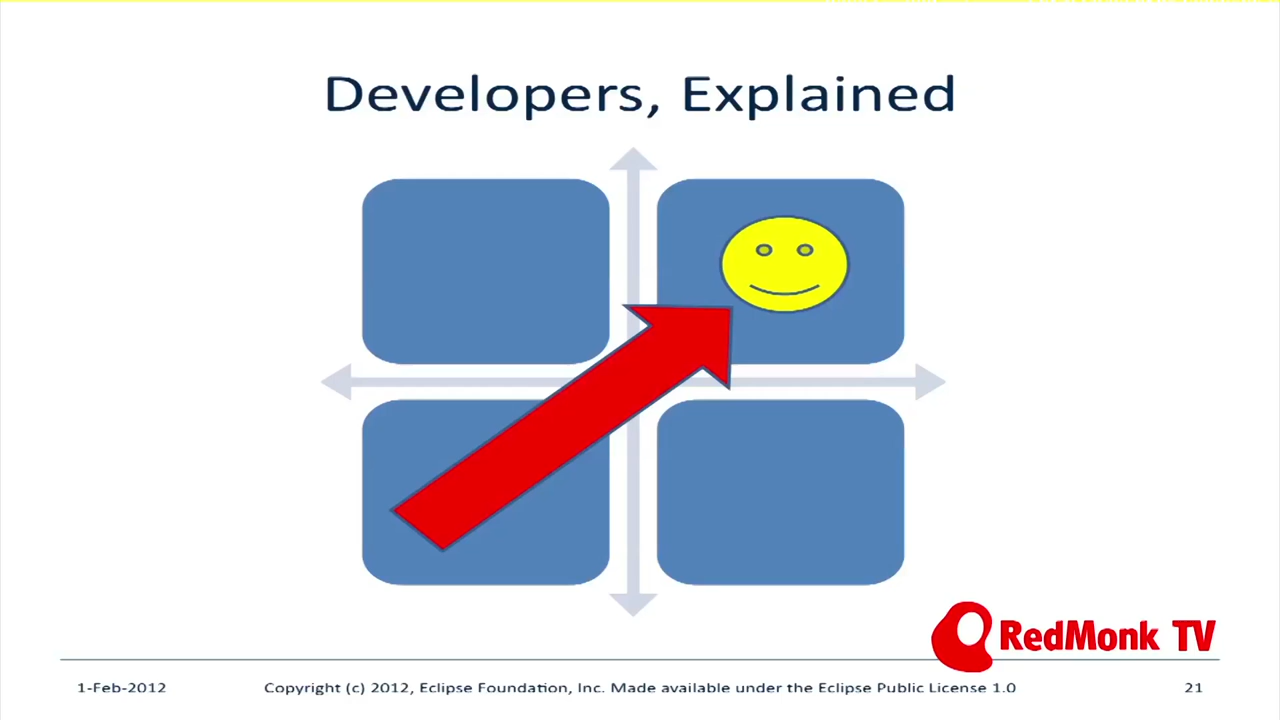 Developers, Explained
RedMonk TV
1-Feb-2012
Copyright (c) 2012, Eclipse Foundation, Inc. Made available under the Eclipse Public License 1.0
21